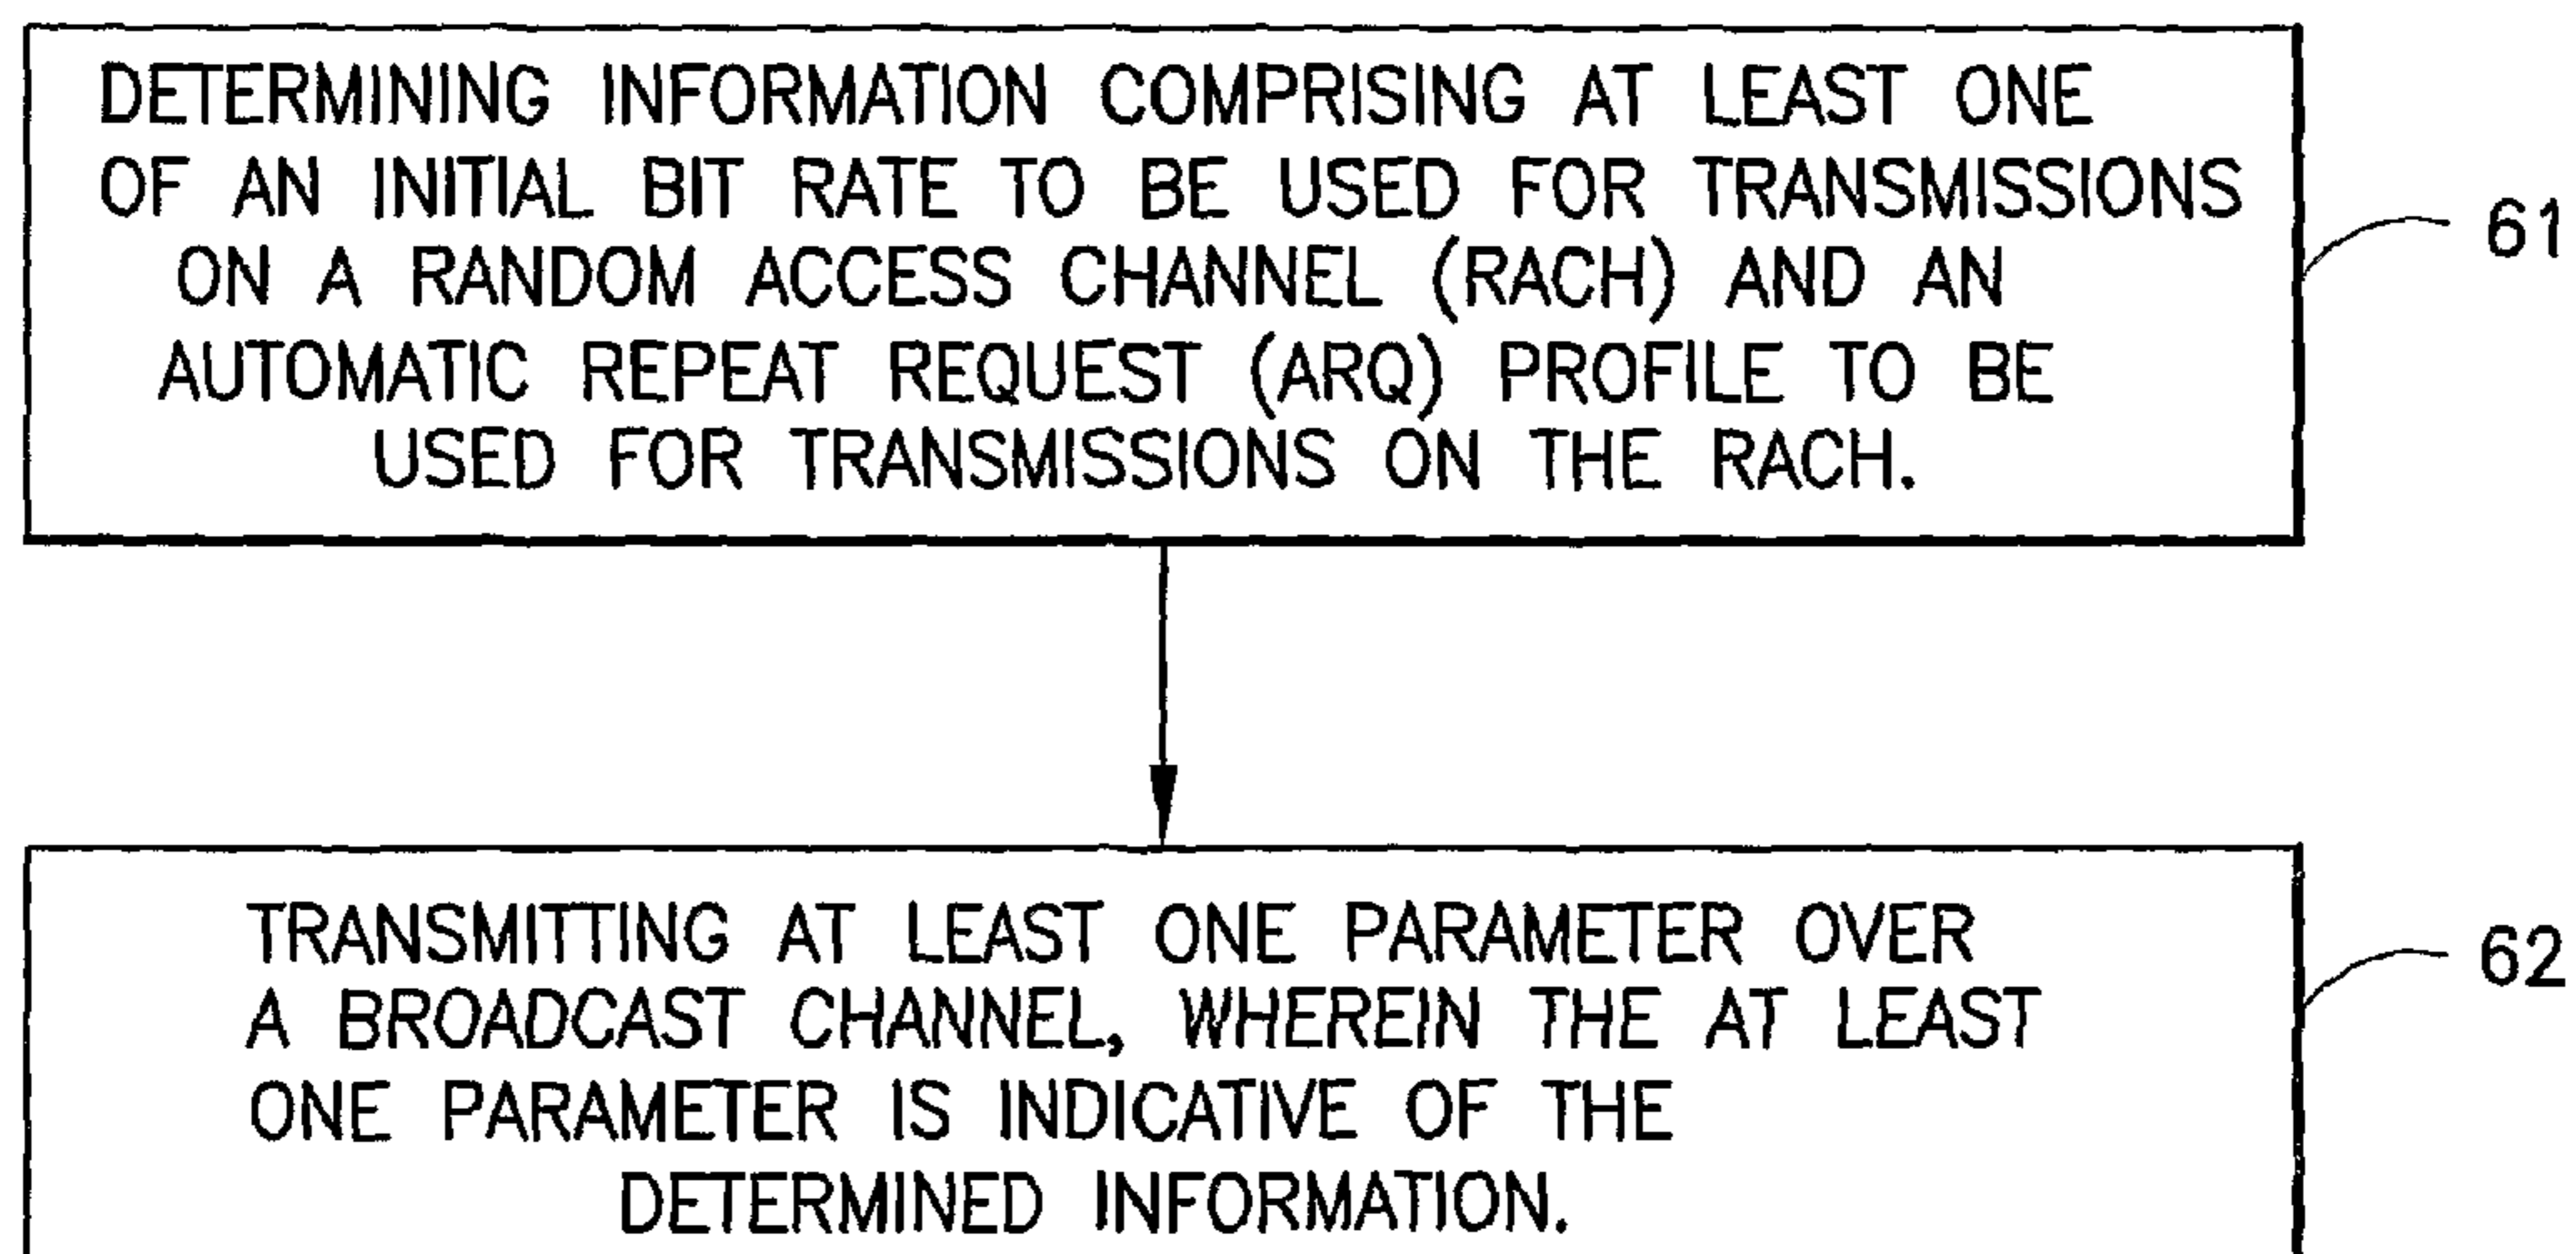 DETERMINING INFORMATION COMPRISING AT LEAST ONE
OF AN INITIAL BIT RATE TO BE USED FOR TRANSMISSIONS
ON A RANDOM ACCESS CHANNEL (RACH) AND AN
AUTOMATIC REPEAT REQUEST (ARQ) PROFILE TO BE
USED FOR TRANSMISSIONS ON THE RACH.
61
TRANSMITTING AT LEAST ONE PARAMETER OVER
A BROADCAST CHANNEL, WHEREIN THE AT LEAST
ONE PARAMETER IS INDICATIVE OF THE
DETERMINED INFORMATION.
62